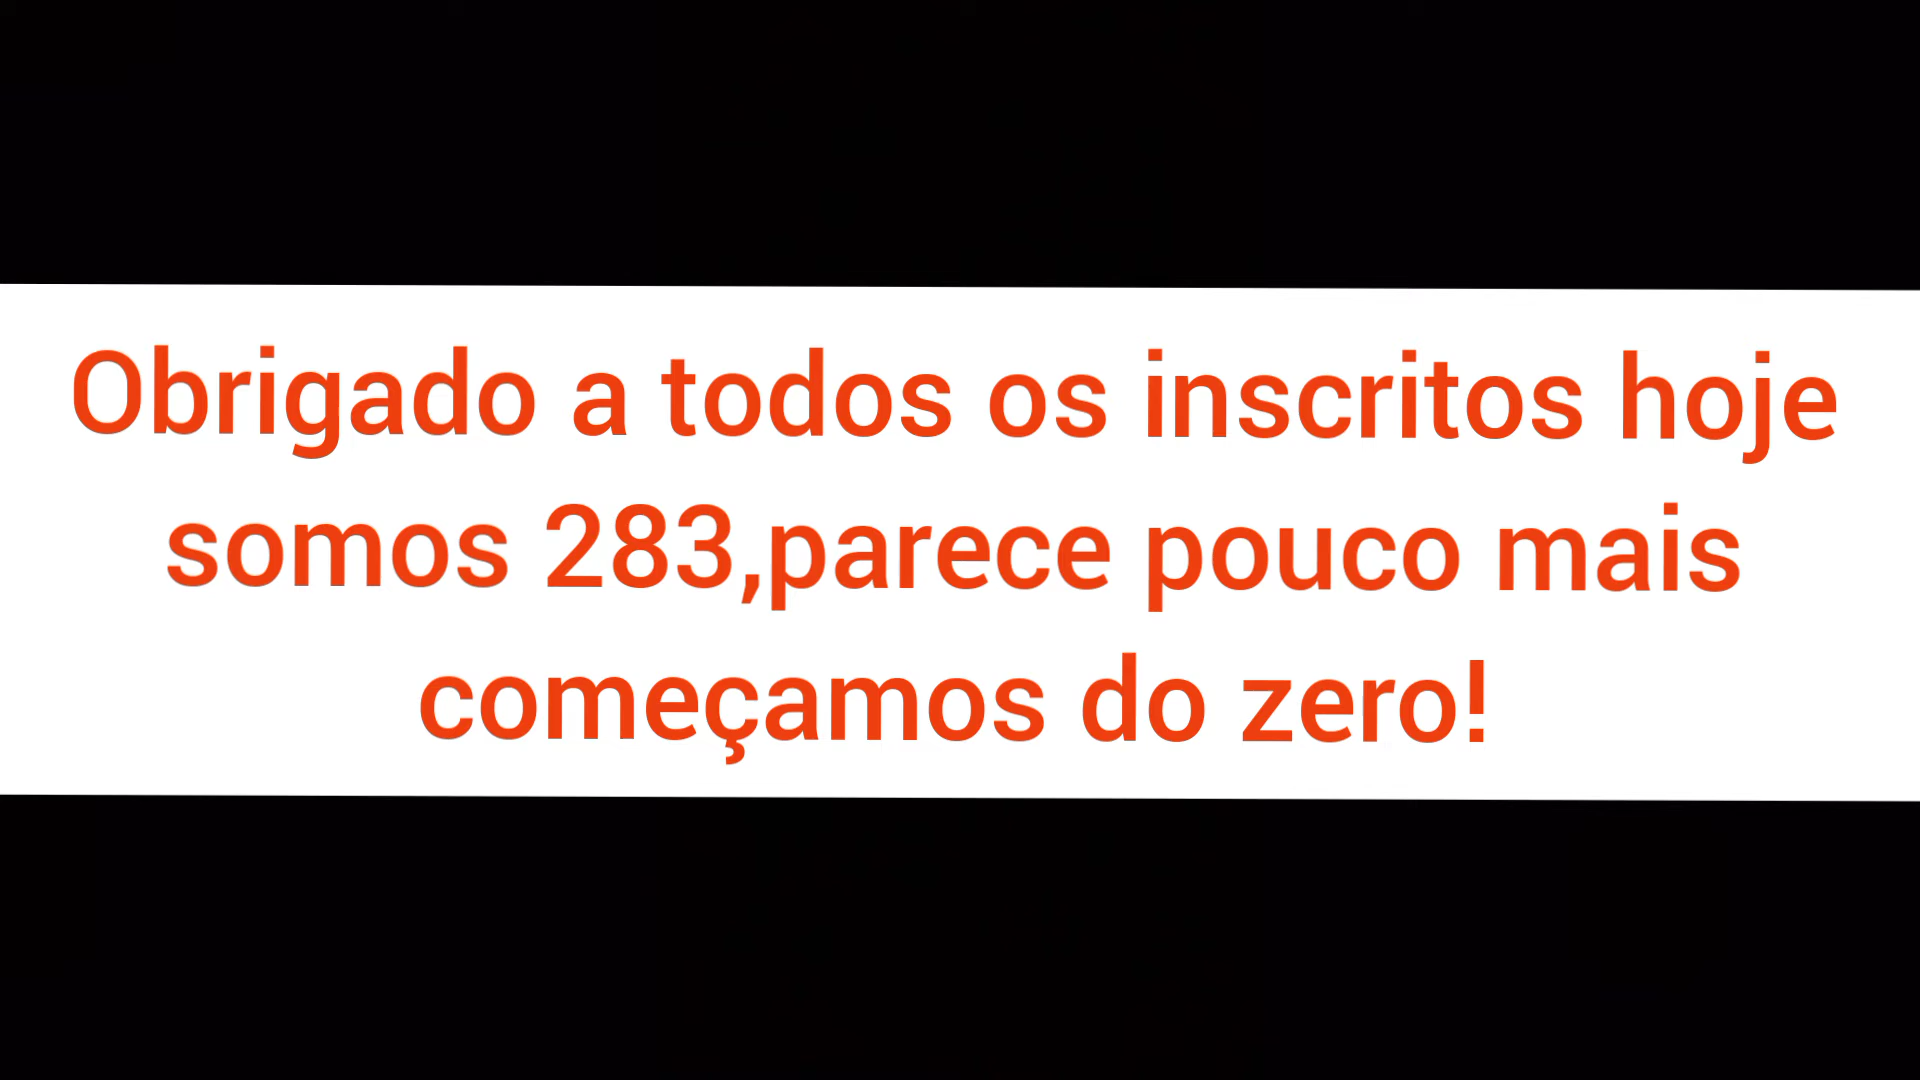 Obrigado a todos os inscritos hoje
somos 283,parece pouco mais
começamos do zero!